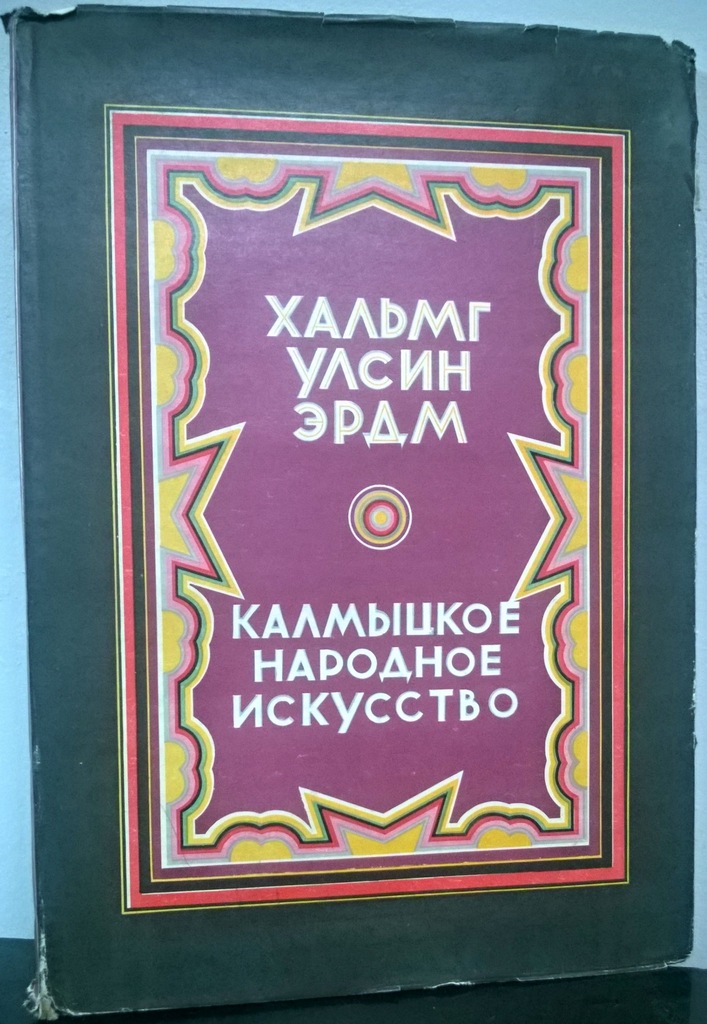 ХАЛЬМГ
УЛСИН
ЭРДМ
КАЛМЫЦКОЕ
НАРОДНОЕ
ИСКУССТВО